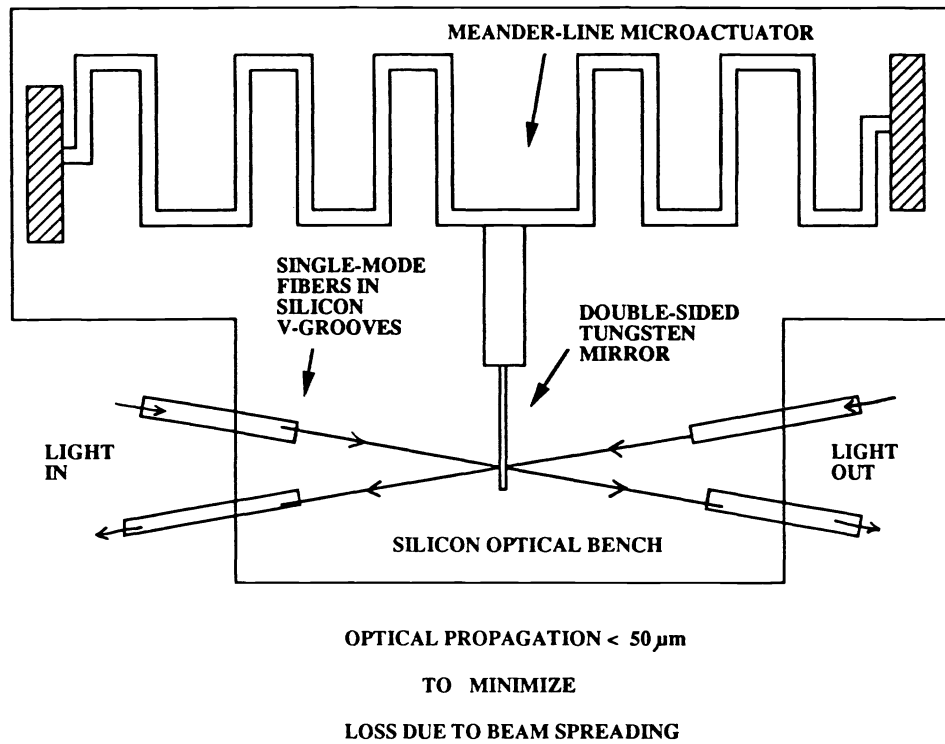 MEANDER-LINE MICROACTUATOR
SINGLE-MODE
FIBERS IN
SILICON
V-GROOVES
DOUBLE-SIDED
TUNGSTEN
MIRROR
LIGHT
IN
LIGHT
OUT
SILICON OPTICAL BENCH
OPTICAL PROPAGATION < 50 μm
TO MINIMIZE
LOSS DUE TO BEAM SPREADING